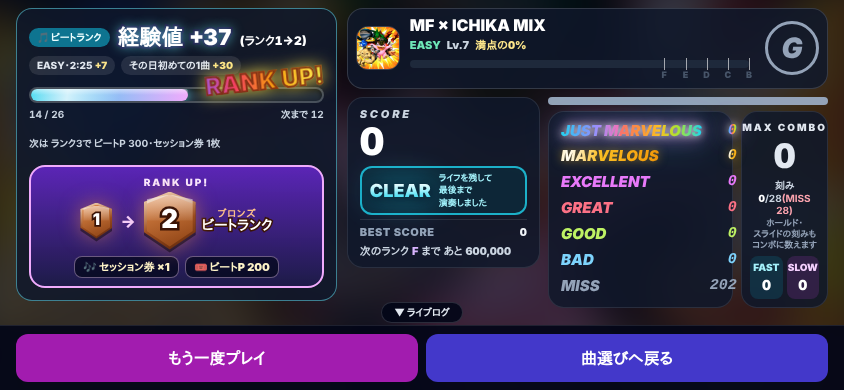 ビートランク 経験値 +37 (ランク1→2)
EASY・2:25 +7 その日初めての1曲 +30
RANK UP!
14 / 26 次まで 12
次は ランク3で ビートP 300・セッション券 1枚
RANK UP!
1 → 2 ブロンズ
ビートランク
セッション券 ×1 ビートP 200
MF × ICHIKA MIX
EASY Lv.7 満点の0%
F E D C B
G
SCORE
0
CLEAR
ライフを残して
最後まで
演奏しました
BEST SCORE 0
次のランク F まで あと 600,000
JUST MARVELOUS 0
MARVELOUS 0
EXCELLENT 0
GREAT 0
GOOD 0
BAD 0
MISS 202
MAX COMBO
0
刻み
0/28(MISS
28)
ホールド・
スライドの刻みも
コンボに数えます
FAST SLOW
0 0
▼ ライブログ
もう一度プレイ
曲選びへ戻る